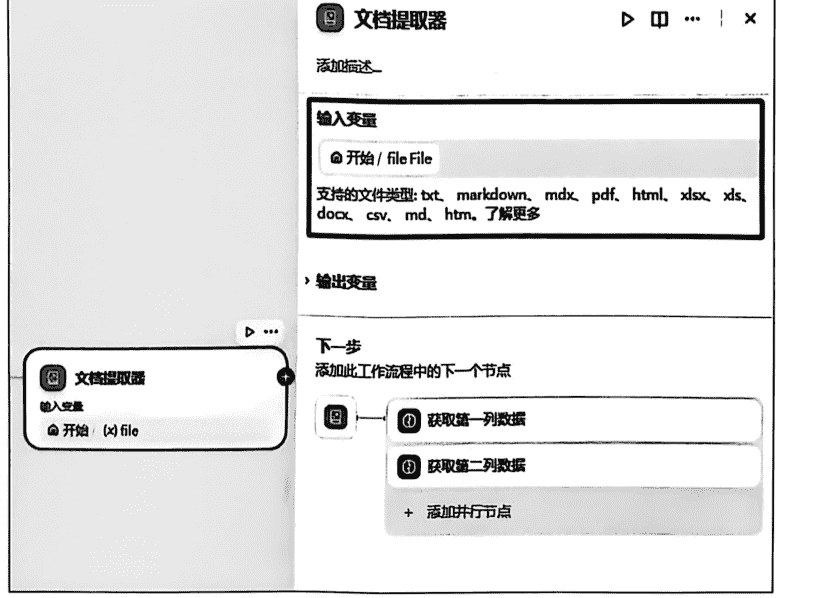 文档提取器
添加描述...
输入变量
开始 / file File
支持的文件类型: txt、 markdown、 mdx、 pdf、 html、 xlsx、 xls、
docx、 csv、 md、 htm。了解更多
输出变量
下一步
添加此工作流程中的下一个节点
获取第一列数据
获取第二列数据
+ 添加并行节点
文档提取器
输入变量
开始 / (x) file